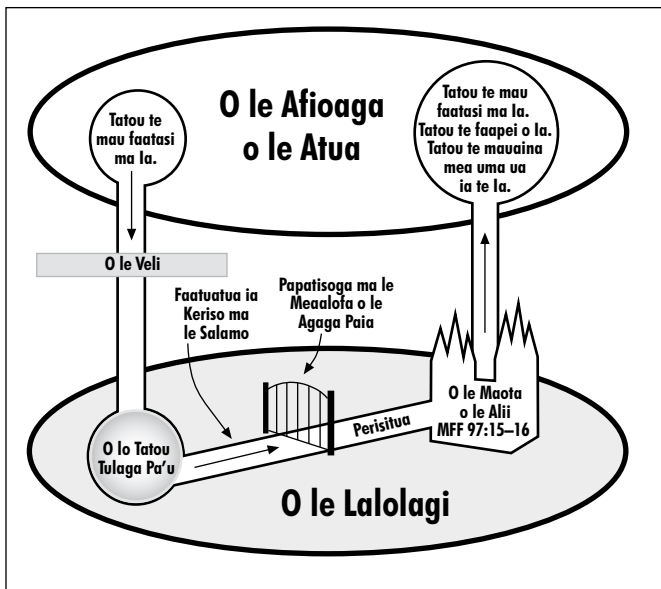 O le Afioaga
o le Atua
Tatou te
mau faatasi
ma Ia.
Tatou te mau
faatasi ma Ia.
Tatou te faapei o Ia.
Tatou te mauaina
mea uma ua
ia te Ia.
O le Veli
Faatuatua ia
Keriso ma
le Salamo
Papatisoga ma le
Meaalofa o le
Agaga Paia
O lo Tatou
Tulaga Pa’u
Perisitua
O le Maota
o le Alii
MFF 97:15–16
O le Lalolagi